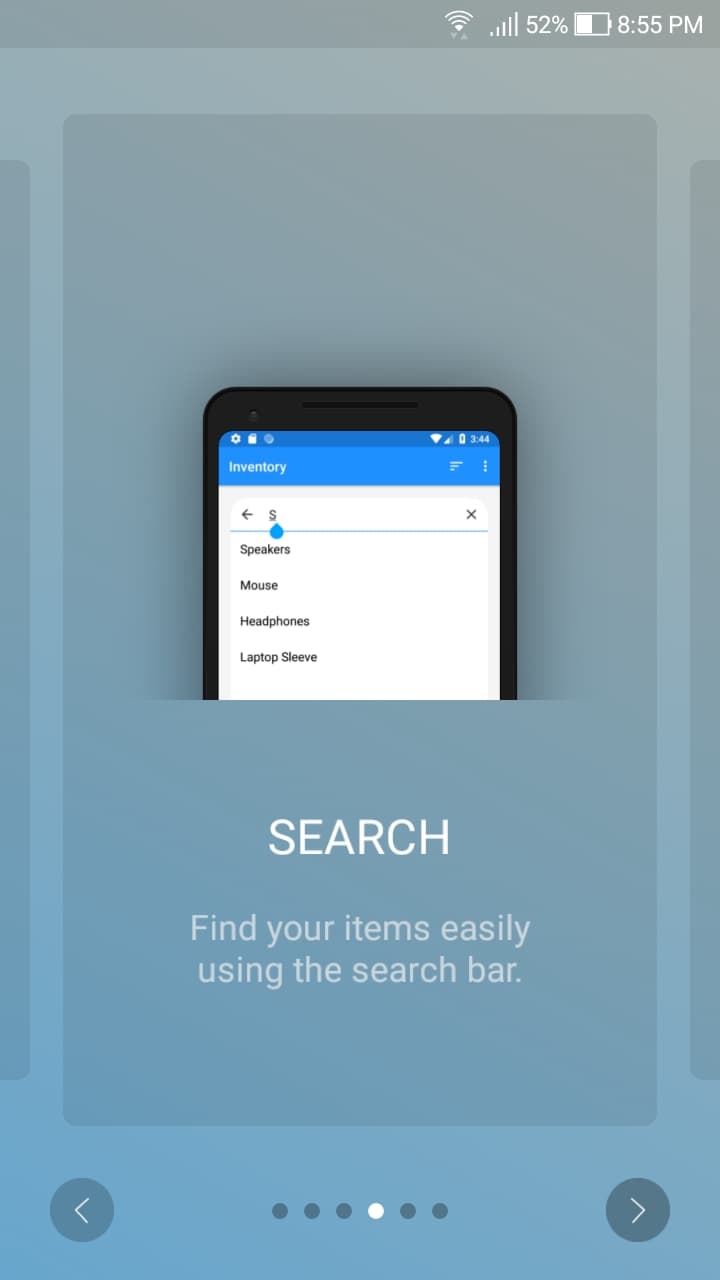 52% 8:55 PM
3:44
Inventory
S
Speakers
Mouse
Headphones
Laptop Sleeve
SEARCH
Find your items easily
using the search bar.